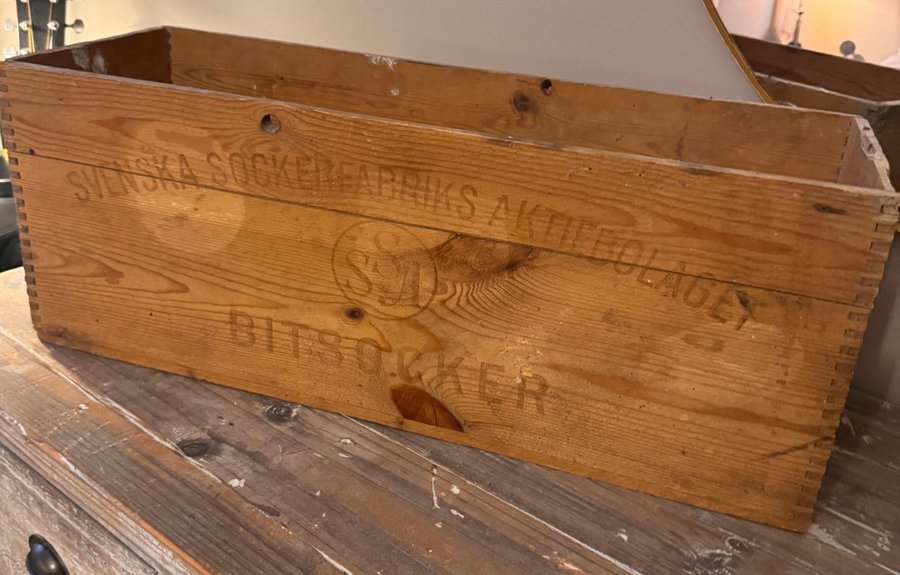 SVENSKA SOCKERFABRIKS AKTIEBOLAGET
SSA
BITSOCKER